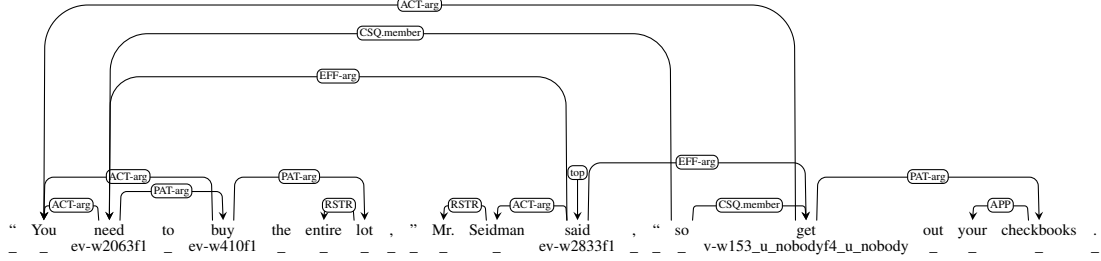 ACT-arg
CSQ.member
EFF-arg
EFF-arg
ACT-arg PAT-arg top PAT-arg
PAT-arg
ACT-arg RSTR RSTR ACT-arg CSQ.member APP
“ You need to buy the entire lot , ” Mr. Seidman said , “ so get out your checkbooks .
_ _ ev-w2063f1 _ ev-w410f1 _ _ _ _ _ _ _ ev-w2833f1 _ _ _ v-w153_u_nobodyf4_u_nobody _ _ _ _